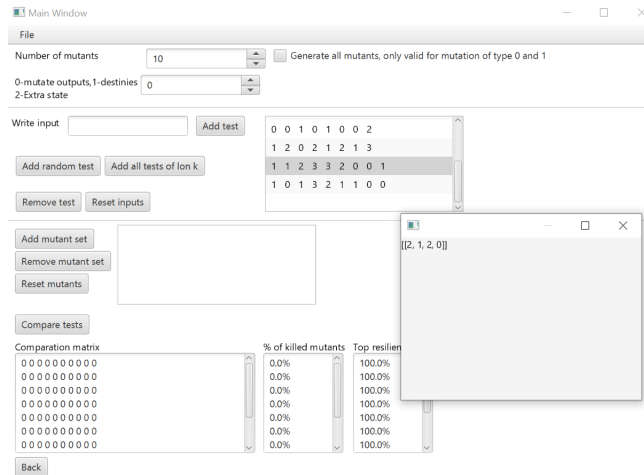 Main Window
File
Number of mutants 10 Generate all mutants, only valid for mutation of type 0 and 1
0-mutate outputs,1-destinies 0
2-Extra state
Write input Add test
0 0 1 0 1 0 0 2
1 2 0 2 1 2 1 3
Add random test Add all tests of lon k
1 1 2 3 3 2 0 0 1
1 0 1 3 2 1 1 0 0
Remove test Reset inputs
[[2, 1, 2, 0]]
Add mutant set
Remove mutant set
Reset mutants
Compare tests
Comparation matrix % of killed mutants Top resilien
0 0 0 0 0 0 0 0 0 0 0.0% 100.0%
0 0 0 0 0 0 0 0 0 0 0.0% 100.0%
0 0 0 0 0 0 0 0 0 0 0.0% 100.0%
0 0 0 0 0 0 0 0 0 0 0.0% 100.0%
0 0 0 0 0 0 0 0 0 0 0.0% 100.0%
0 0 0 0 0 0 0 0 0 0 0.0% 100.0%
0 0 0 0 0 0 0 0 0 0 0.0% 100.0%
Back